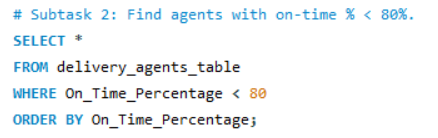 # Subtask 2: Find agents with on-time % < 80%.
SELECT *
FROM delivery_agents_table
WHERE On_Time_Percentage < 80
ORDER BY On_Time_Percentage;